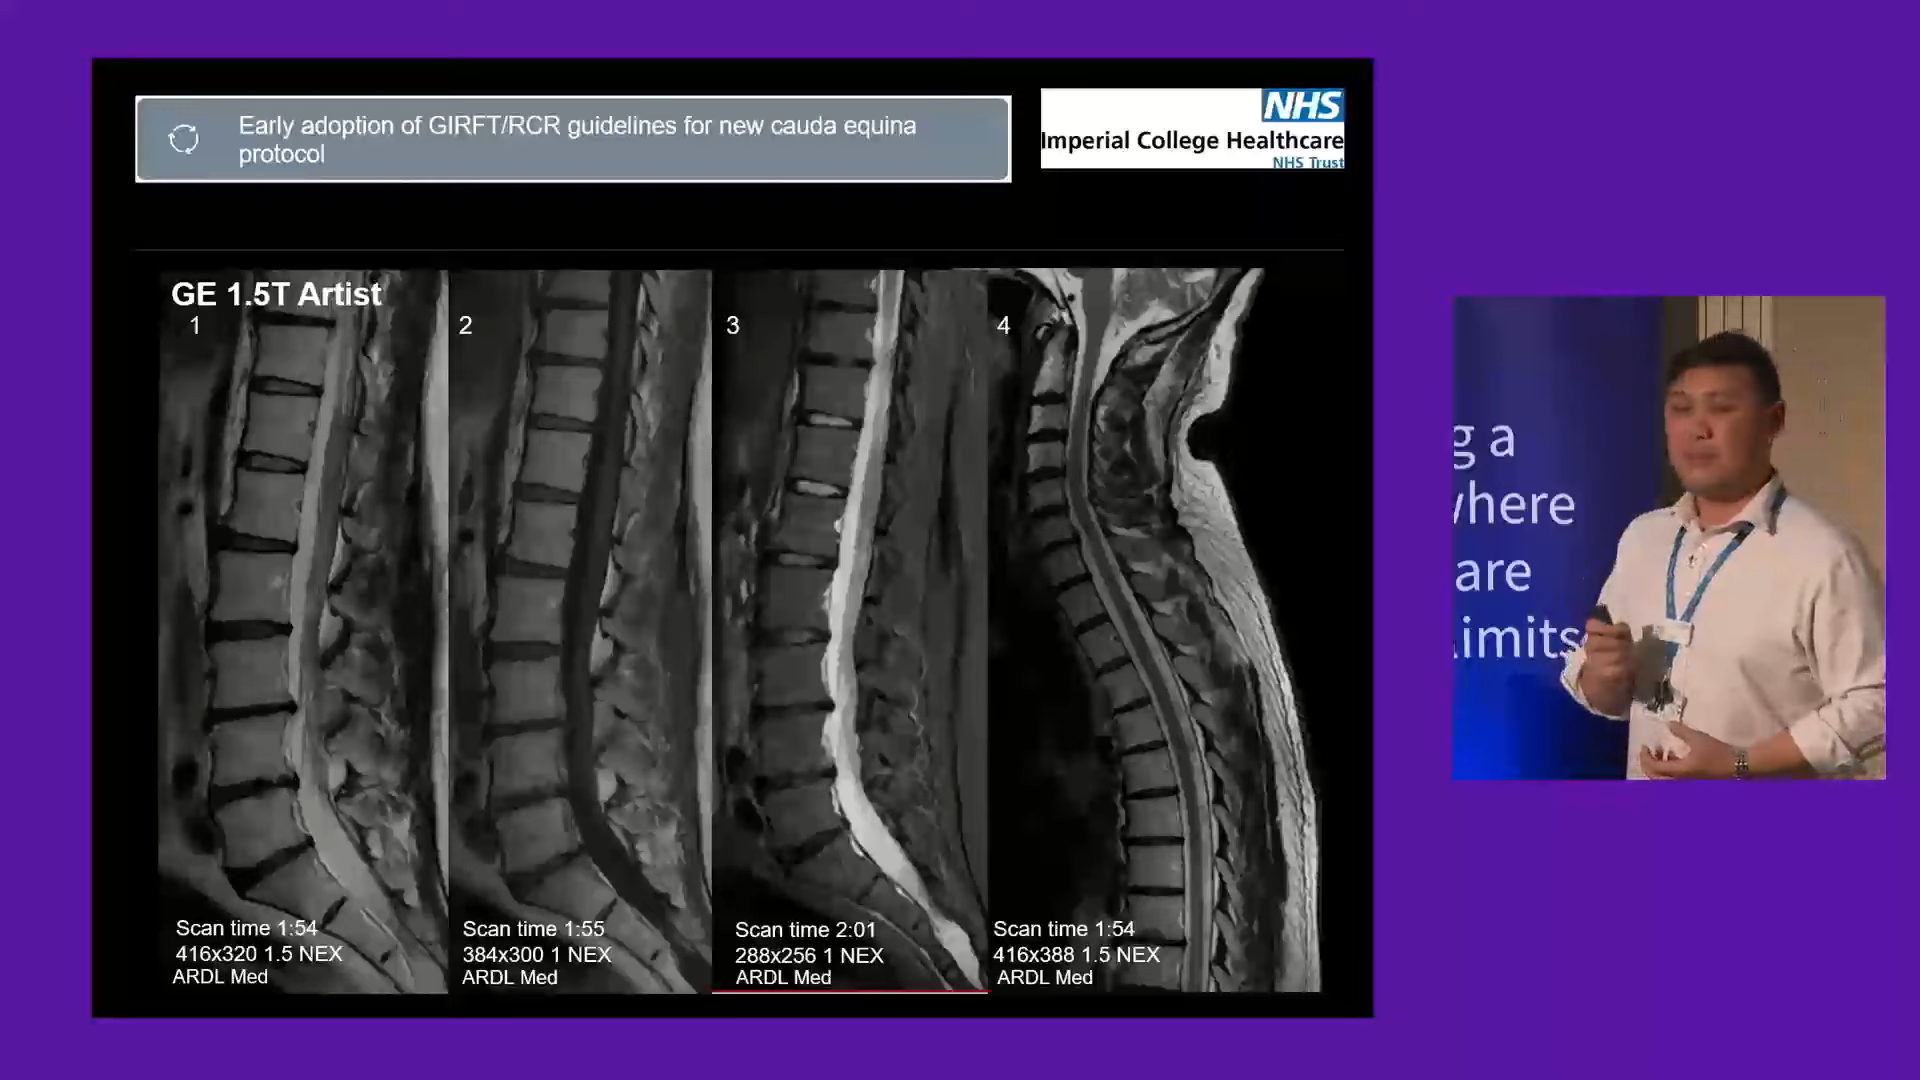 Early adoption of GIRFT/RCR guidelines for new cauda equina
protocol
NHS
Imperial College Healthcare
NHS Trust
GE 1.5T Artist
1
2
3
4
Scan time 1:54
416x320 1.5 NEX
ARDL Med
Scan time 1:55
384x300 1 NEX
ARDL Med
Scan time 2:01
288x256 1 NEX
ARDL Med
Scan time 1:54
416x388 1.5 NEX
ARDL Med
g a
where
are
limits